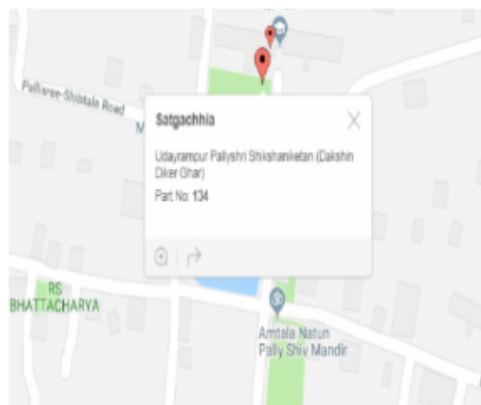 Pallisree-Shibtala Road
M
Satgachhia
Udayrampur Pallyshri Shikshaniketan (Dakshin
Diker Ghar)
Part No: 134
RS
BHATTACHARYA
Amtala Natun
Pally Shiv Mandir